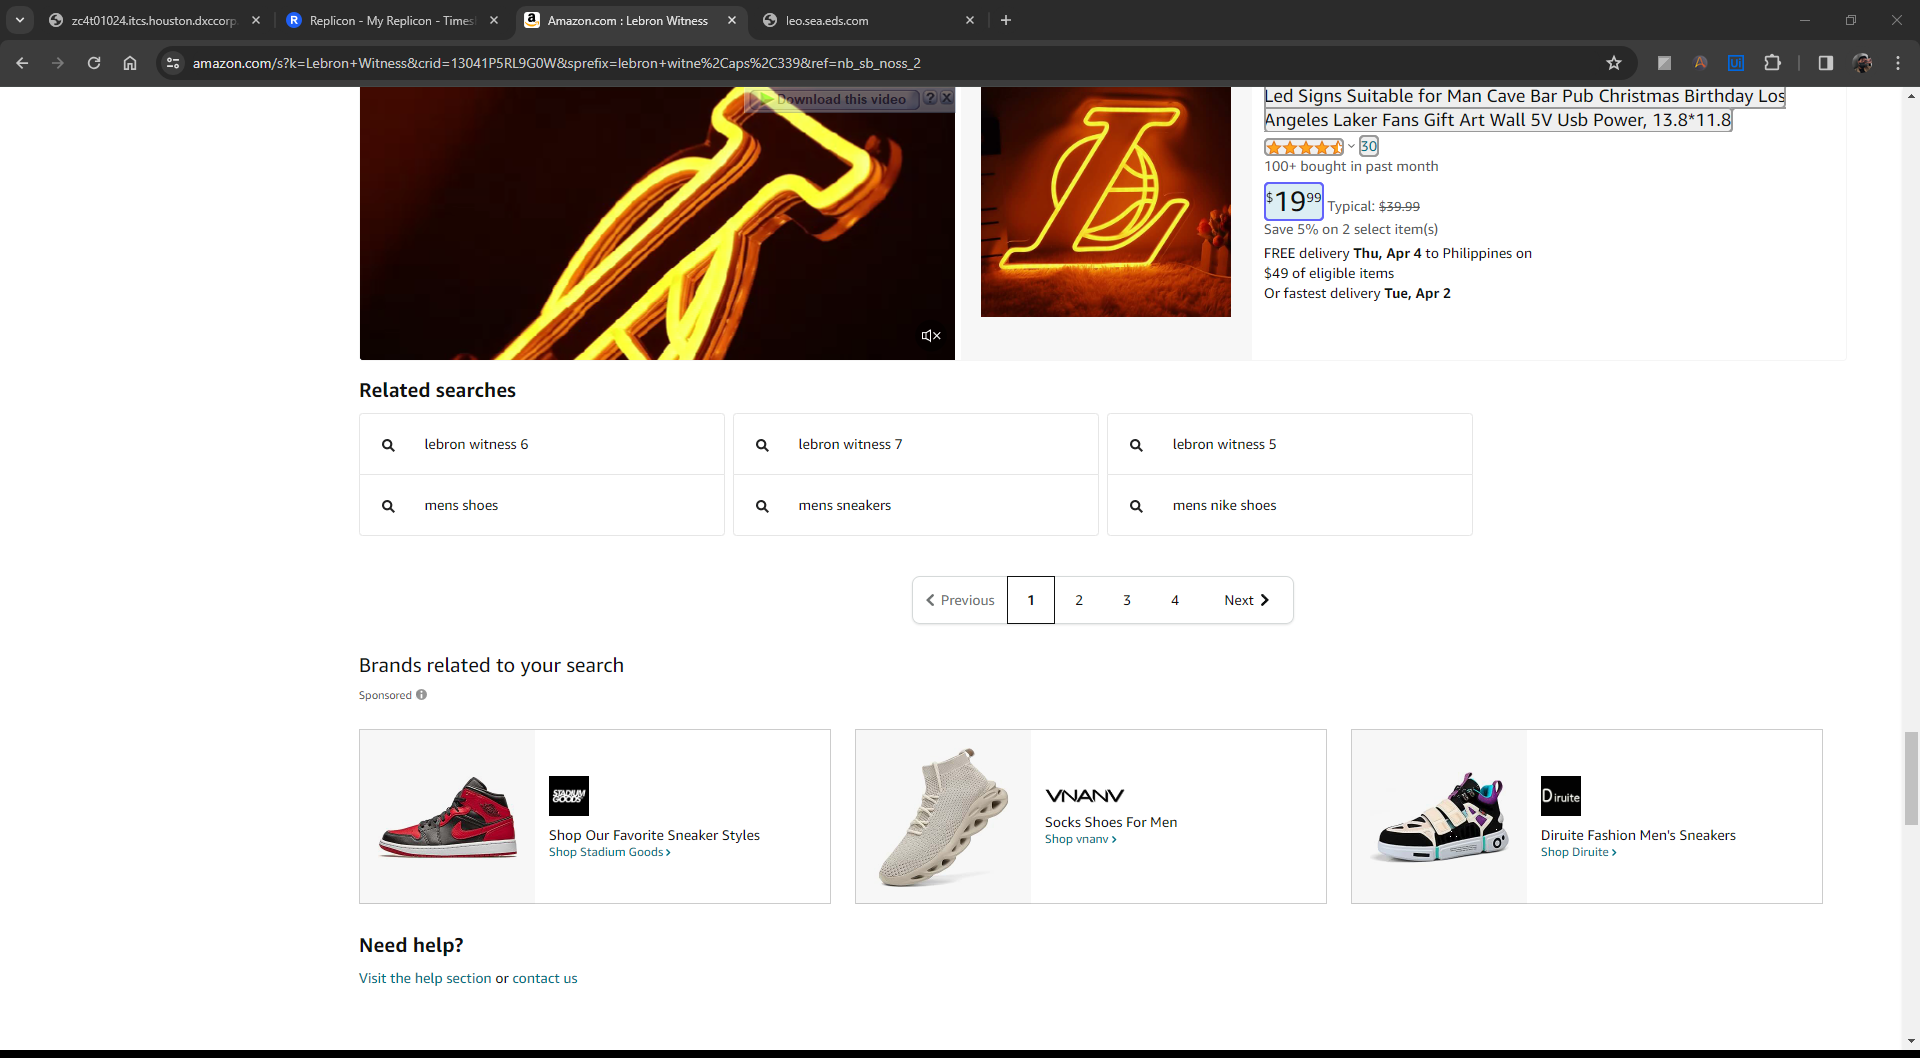 zc4t01024.itcs.houston.dxccorp
Replicon - My Replicon - Times
Amazon.com : Lebron Witness
leo.sea.eds.com
amazon.com/s?k=Lebron+Witness&crid=13041P5RL9G0W&sprefix=lebron+witne%2Caps%2C339&ref=nb_sb_noss_2
Download this video
Led Signs Suitable for Man Cave Bar Pub Christmas Birthday Los
Angeles Laker Fans Gift Art Wall 5V Usb Power, 13.8*11.8
30
100+ bought in past month
$19.99 Typical: $39.99
Save 5% on 2 select item(s)
FREE delivery Thu, Apr 4 to Philippines on
$49 of eligible items
Or fastest delivery Tue, Apr 2
Related searches
lebron witness 6
lebron witness 7
lebron witness 5
mens shoes
mens sneakers
mens nike shoes
Previous 1 2 3 4 Next
Brands related to your search
Sponsored
STADIUM
GOODS
Shop Our Favorite Sneaker Styles
Shop Stadium Goods
VNANV
Socks Shoes For Men
Shop vnanv
Diruite
Diruite Fashion Men's Sneakers
Shop Diruite
Need help?
Visit the help section or contact us